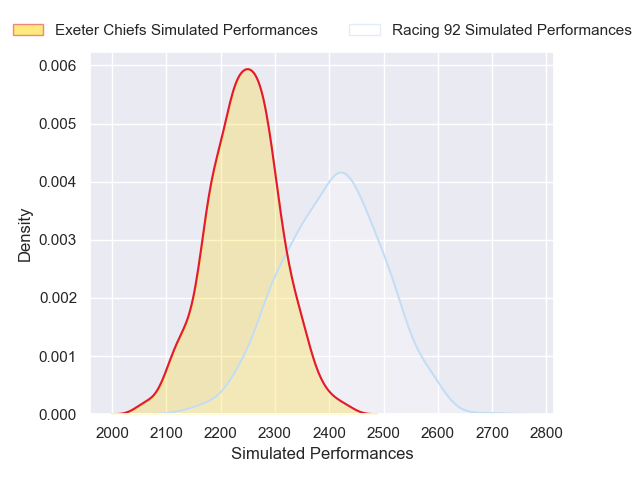 Exeter Chiefs Simulated Performances Racing 92 Simulated Performances
0.006
0.005
0.004
0.003
0.002
0.001
0.000
Density
2000 2100 2200 2300 2400 2500 2600 2700 2800
Simulated Performances